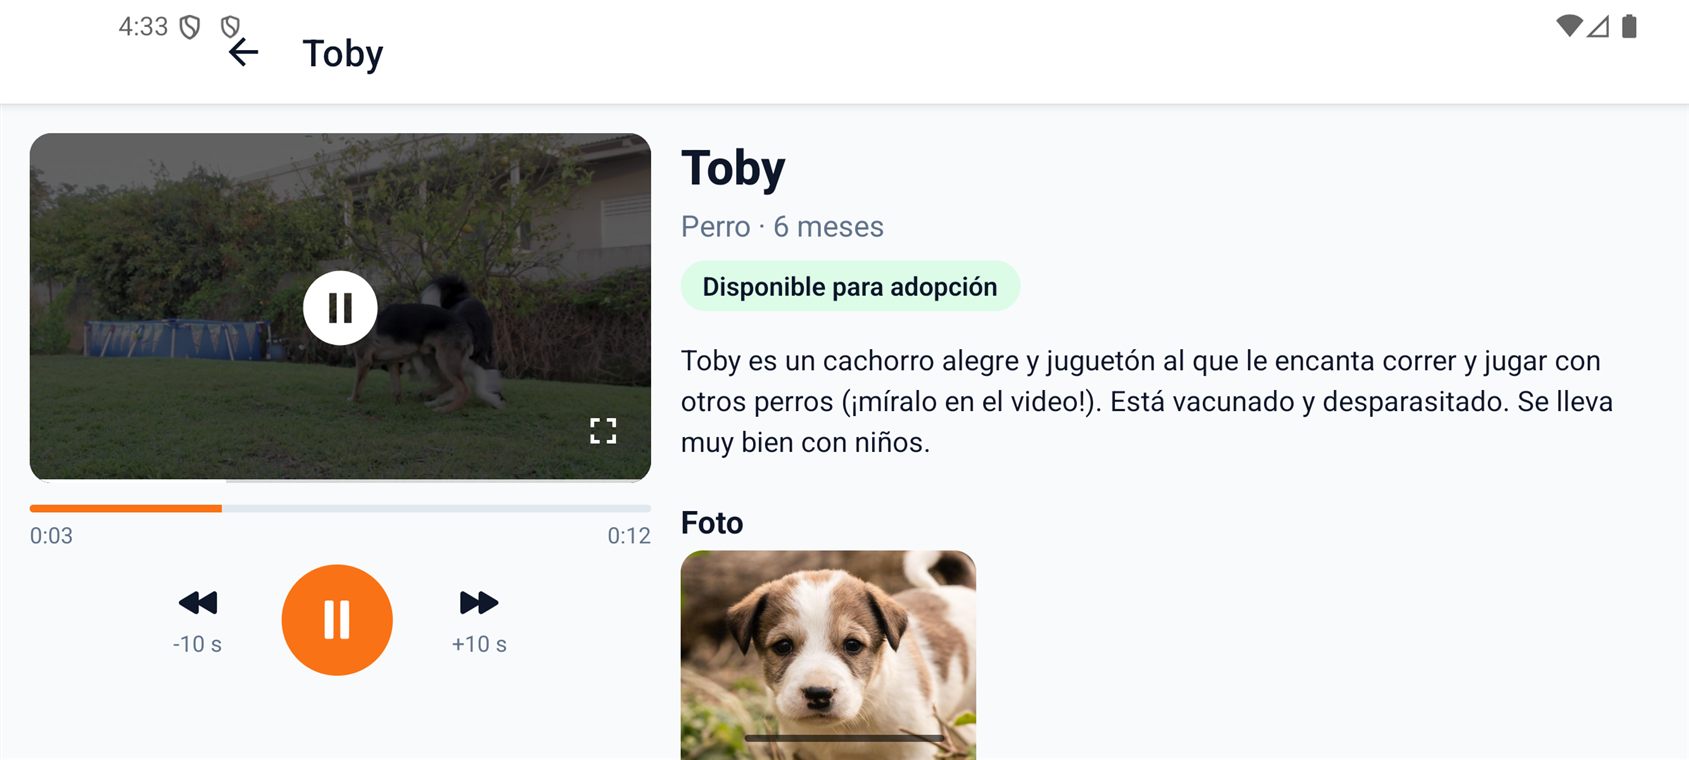 4:33
Toby
Toby
Perro · 6 meses
Disponible para adopción
Toby es un cachorro alegre y juguetón al que le encanta correr y jugar con
otros perros (¡míralo en el video!). Está vacunado y desparasitado. Se lleva
muy bien con niños.
Foto
0:03
0:12
-10 s
+10 s